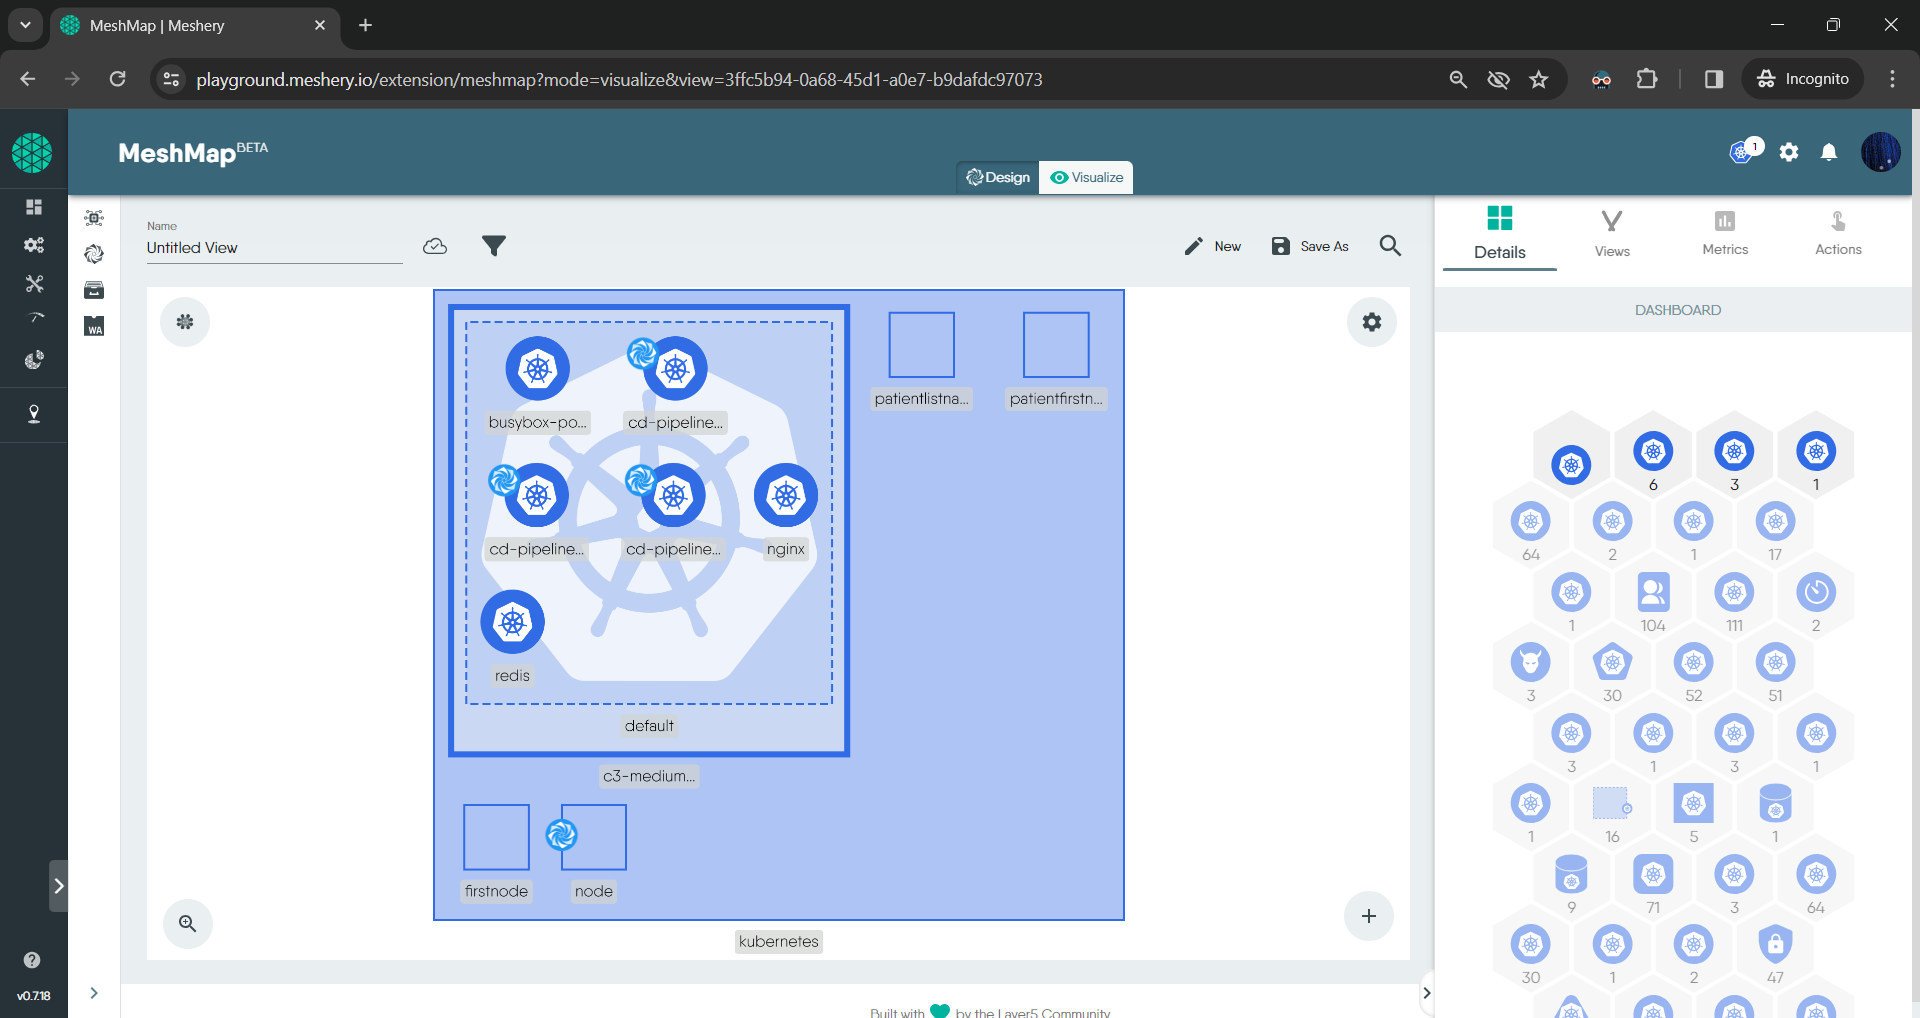 MeshMap | Meshery
playground.meshery.io/extension/meshmap?mode=visualize&view=3ffc5b94-0a68-45d1-a0e7-b9dafdc97073
Incognito
MeshMap BETA
1
Design
Visualize
Name
Untitled View
New
Save As
Details
Views
Metrics
Actions
DASHBOARD
WA
busybox-po...
cd-pipeline...
patientlistna...
patientfirstn...
cd-pipeline...
cd-pipeline...
nginx
redis
default
c3-medium...
firstnode
node
kubernetes
6 3 1
64 2 1 17
1 104 111 2
3 30 52 51
3 1 3 1
1 16 5 1
9 71 3 64
30 1 2 47
v0.7.18
Built with by the Layer5 Community